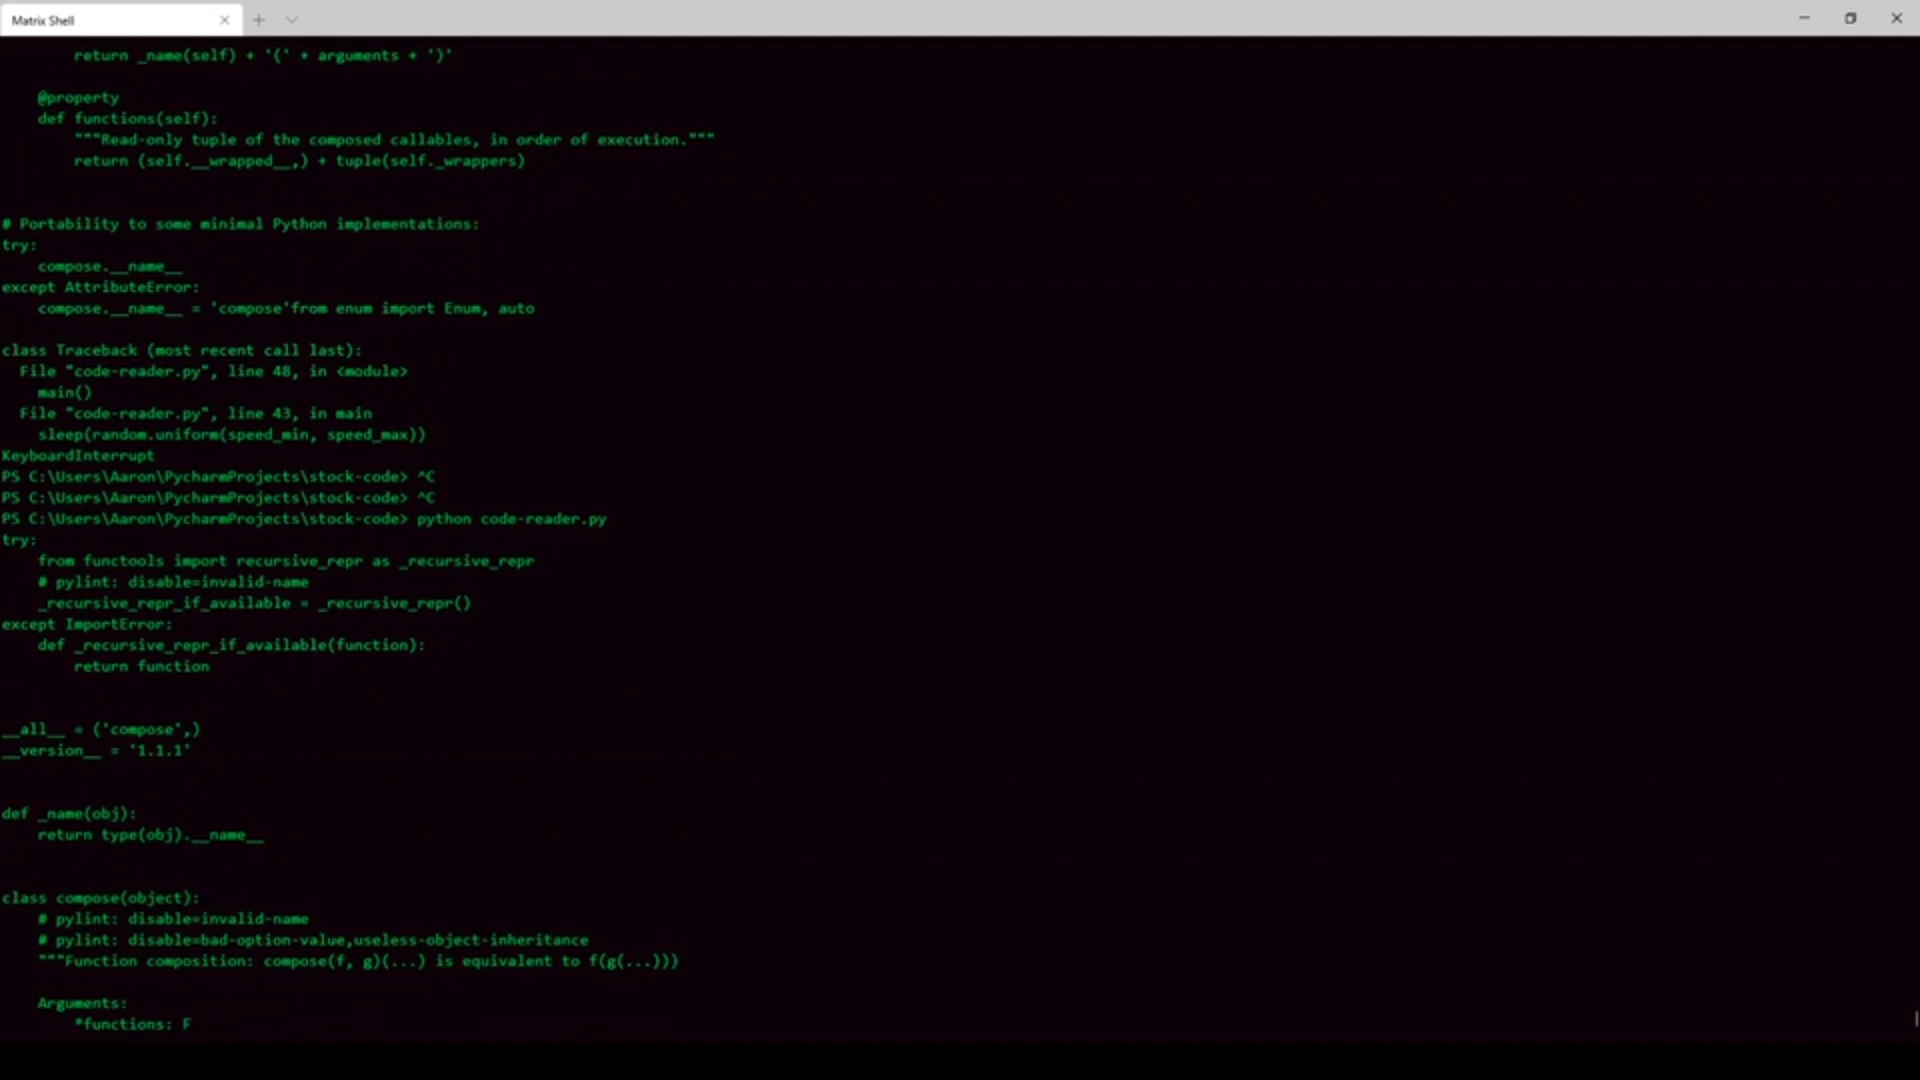 Matrix Shell
        return _name(self) + '(' + arguments + ')'
    @property
    def functions(self):
        """Read-only tuple of the composed callables, in order of execution."""
        return (self.__wrapped__,) + tuple(self._wrappers)
# Portability to some minimal Python implementations:
try:
    compose.__name__
except AttributeError:
    compose.__name__ = 'compose'from enum import Enum, auto
class Traceback (most recent call last):
  File "code-reader.py", line 48, in <module>
    main()
  File "code-reader.py", line 43, in main
    sleep(random.uniform(speed_min, speed_max))
KeyboardInterrupt
PS C:\Users\Aaron\PycharmProjects\stock-code> ^C
PS C:\Users\Aaron\PycharmProjects\stock-code> ^C
PS C:\Users\Aaron\PycharmProjects\stock-code> python code-reader.py
try:
    from functools import recursive_repr as _recursive_repr
    # pylint: disable=invalid-name
    _recursive_repr_if_available = _recursive_repr()
except ImportError:
    def _recursive_repr_if_available(function):
        return function
__all__ = ('compose',)
__version__ = '1.1.1'
def _name(obj):
    return type(obj).__name__
class compose(object):
    # pylint: disable=invalid-name
    # pylint: disable=bad-option-value,useless-object-inheritance
    """Function composition: compose(f, g)(...) is equivalent to f(g(...)))
    Arguments:
        *functions: F